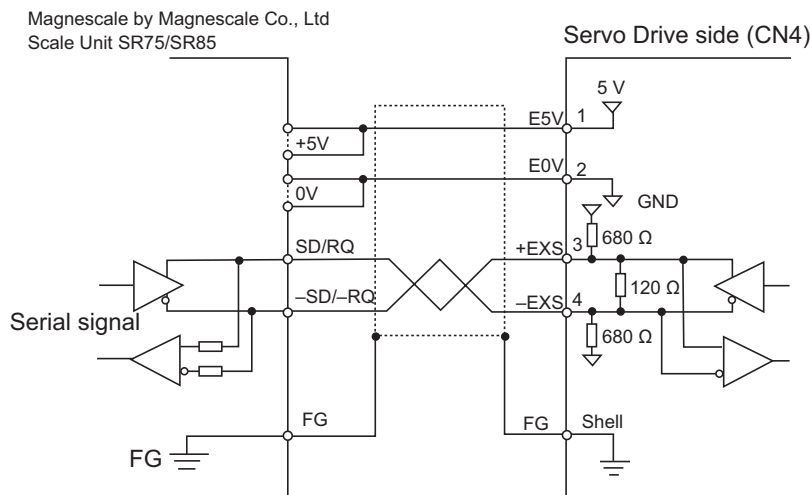 Magnescale by Magnescale Co., Ltd
Scale Unit SR75/SR85
Servo Drive side (CN4)
5 V
E5V 1
+5V
E0V 2
0V
GND
680 Ω
SD/RQ
+EXS 3
120 Ω
–SD/–RQ
–EXS 4
Serial signal
680 Ω
FG
FG
Shell
FG